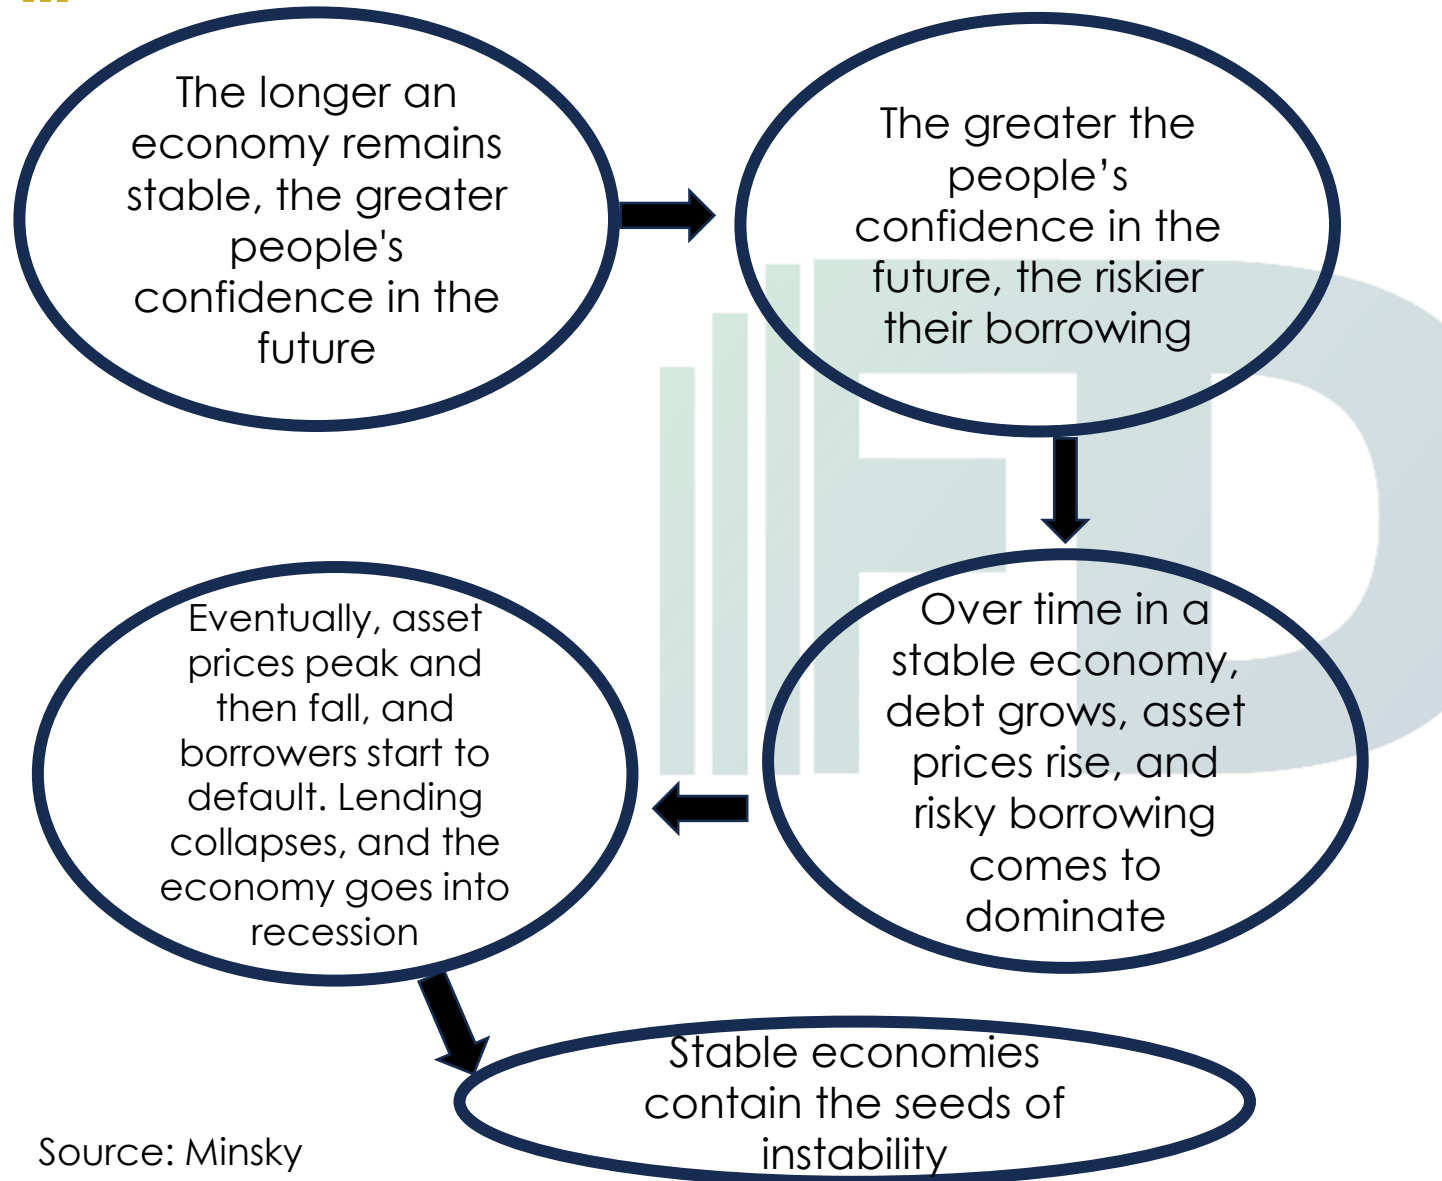 The longer an
economy remains
stable, the greater
people's
confidence in the
future
The greater the
people’s
confidence in the
future, the riskier
their borrowing
Over time in a
stable economy,
debt grows, asset
prices rise, and
risky borrowing
comes to
dominate
Eventually, asset
prices peak and
then fall, and
borrowers start to
default. Lending
collapses, and the
economy goes into
recession
Stable economies
contain the seeds of
instability
Source: Minsky
FD